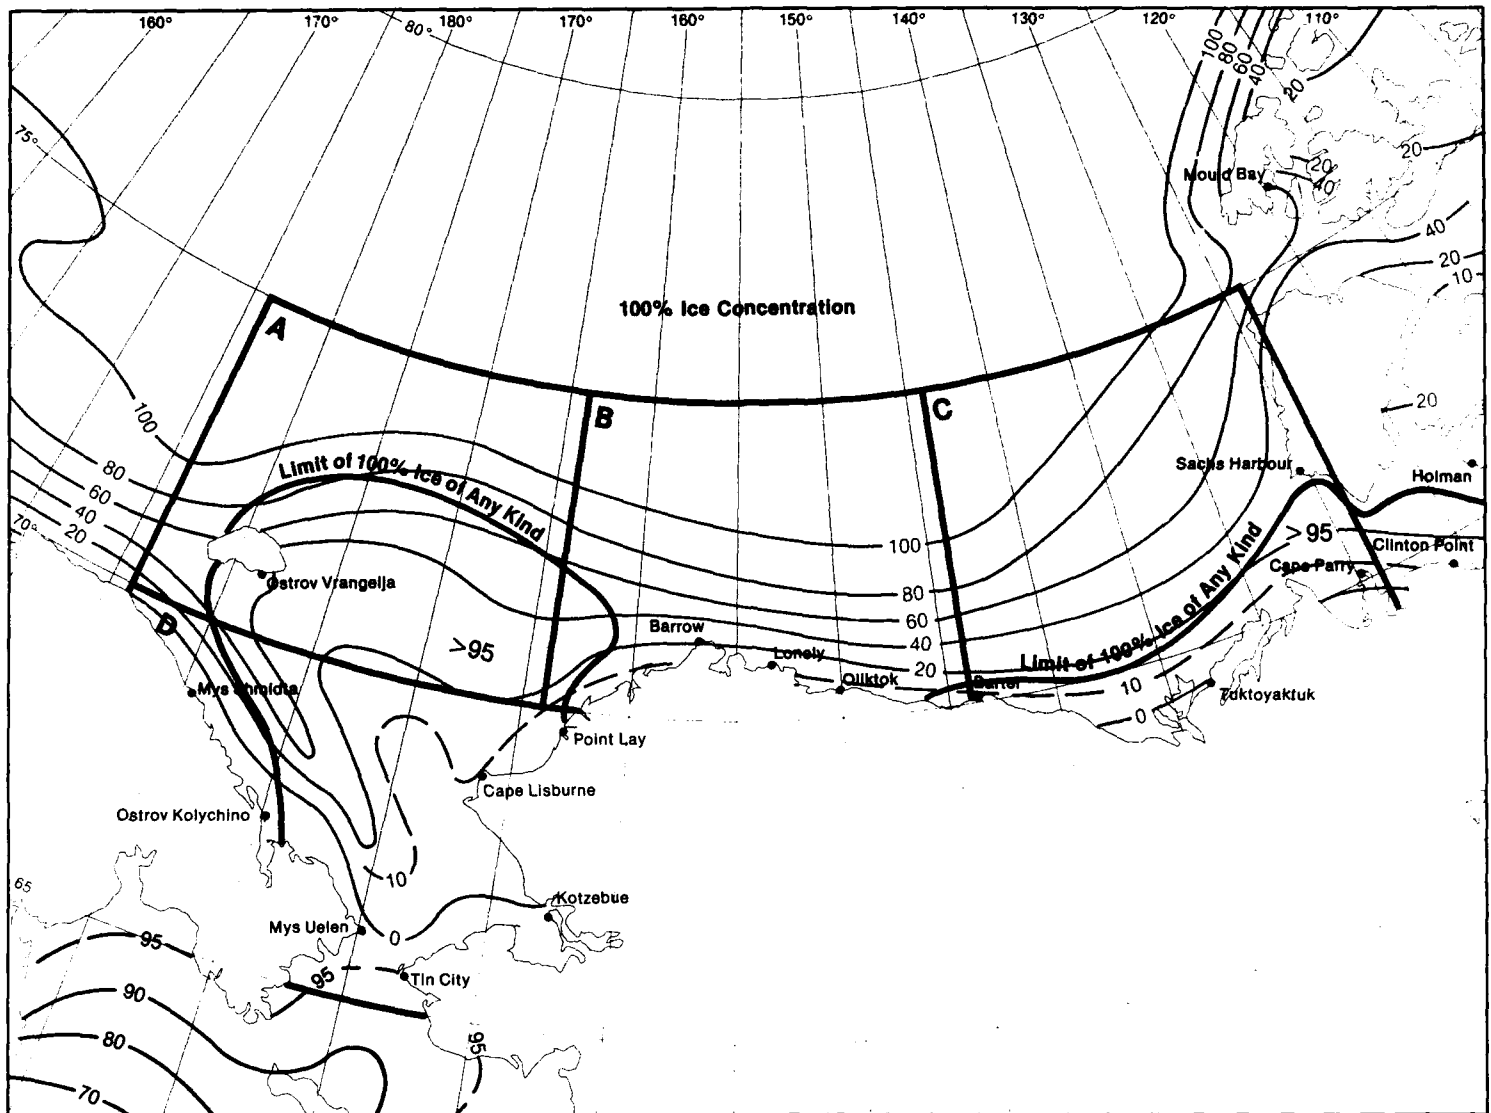 160° 170° 180° 170° 160° 150° 140° 130° 120° 110°
80°
100 80 60 40 20
75°
20
20
40
Mould Bay
40
20
10
100% Ice Concentration
A
B
C
100
Limit of 100% Ice of Any Kind
80
60
40
20
70°
20
Sachs Harbour
Holman
>95
Clinton Point
Cape Parry
Limit of 100% Ice of Any Kind
100
80
60
40
20
Ostrov Vrangelja
D
>95
Barrow
Lonely
Oliktok
Barter
10
0
Tuktoyaktuk
Mys Shmidta
Point Lay
Cape Lisburne
Ostrov Kolychino
10
65
Kotzebue
Mys Uelen
0
95
95
Tin City
90
80
95
70